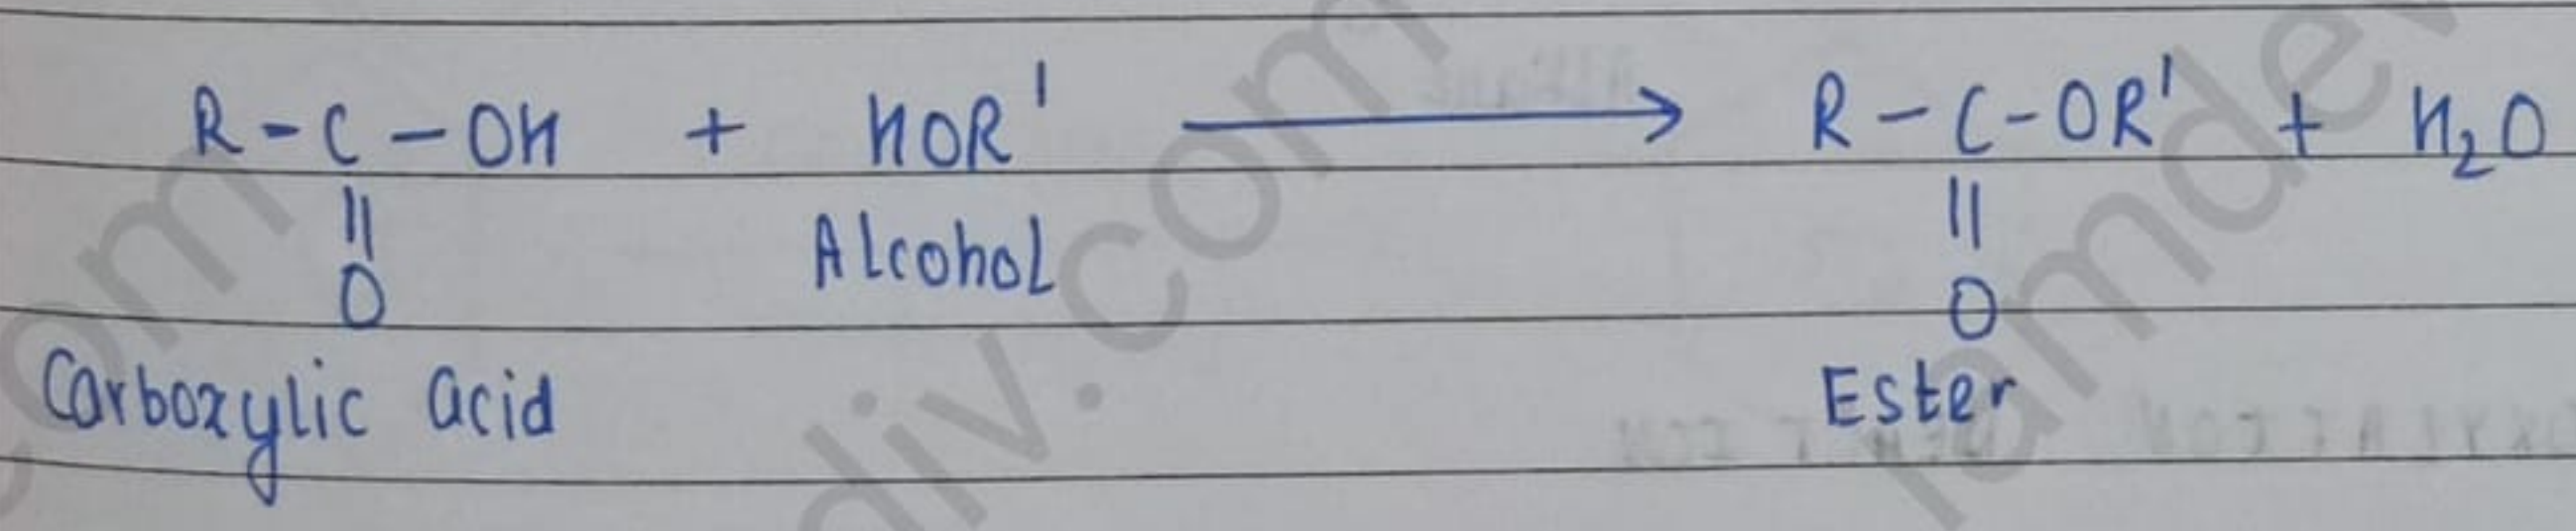 R - C - OH + HOR' → R - C - OR' + H₂O
|| Alcohol ||
O O
Carboxylic acid Ester